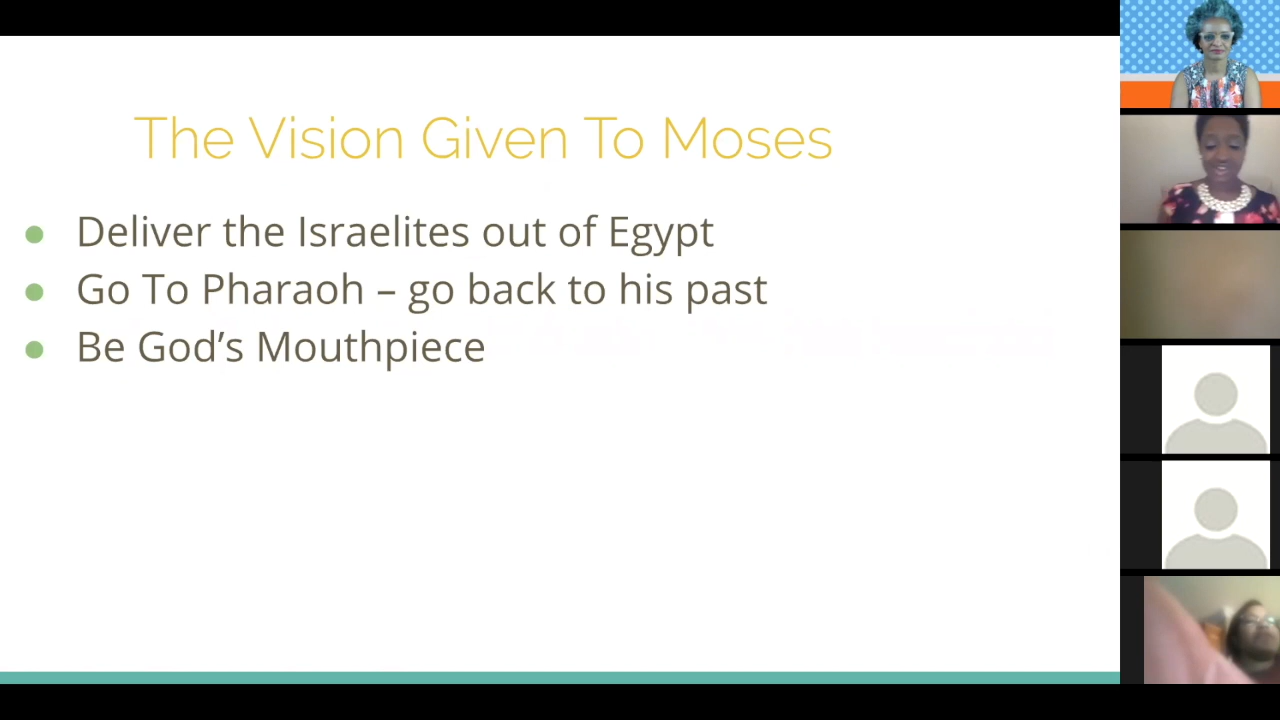 The Vision Given To Moses
Deliver the Israelites out of Egypt
Go To Pharaoh – go back to his past
Be God’s Mouthpiece